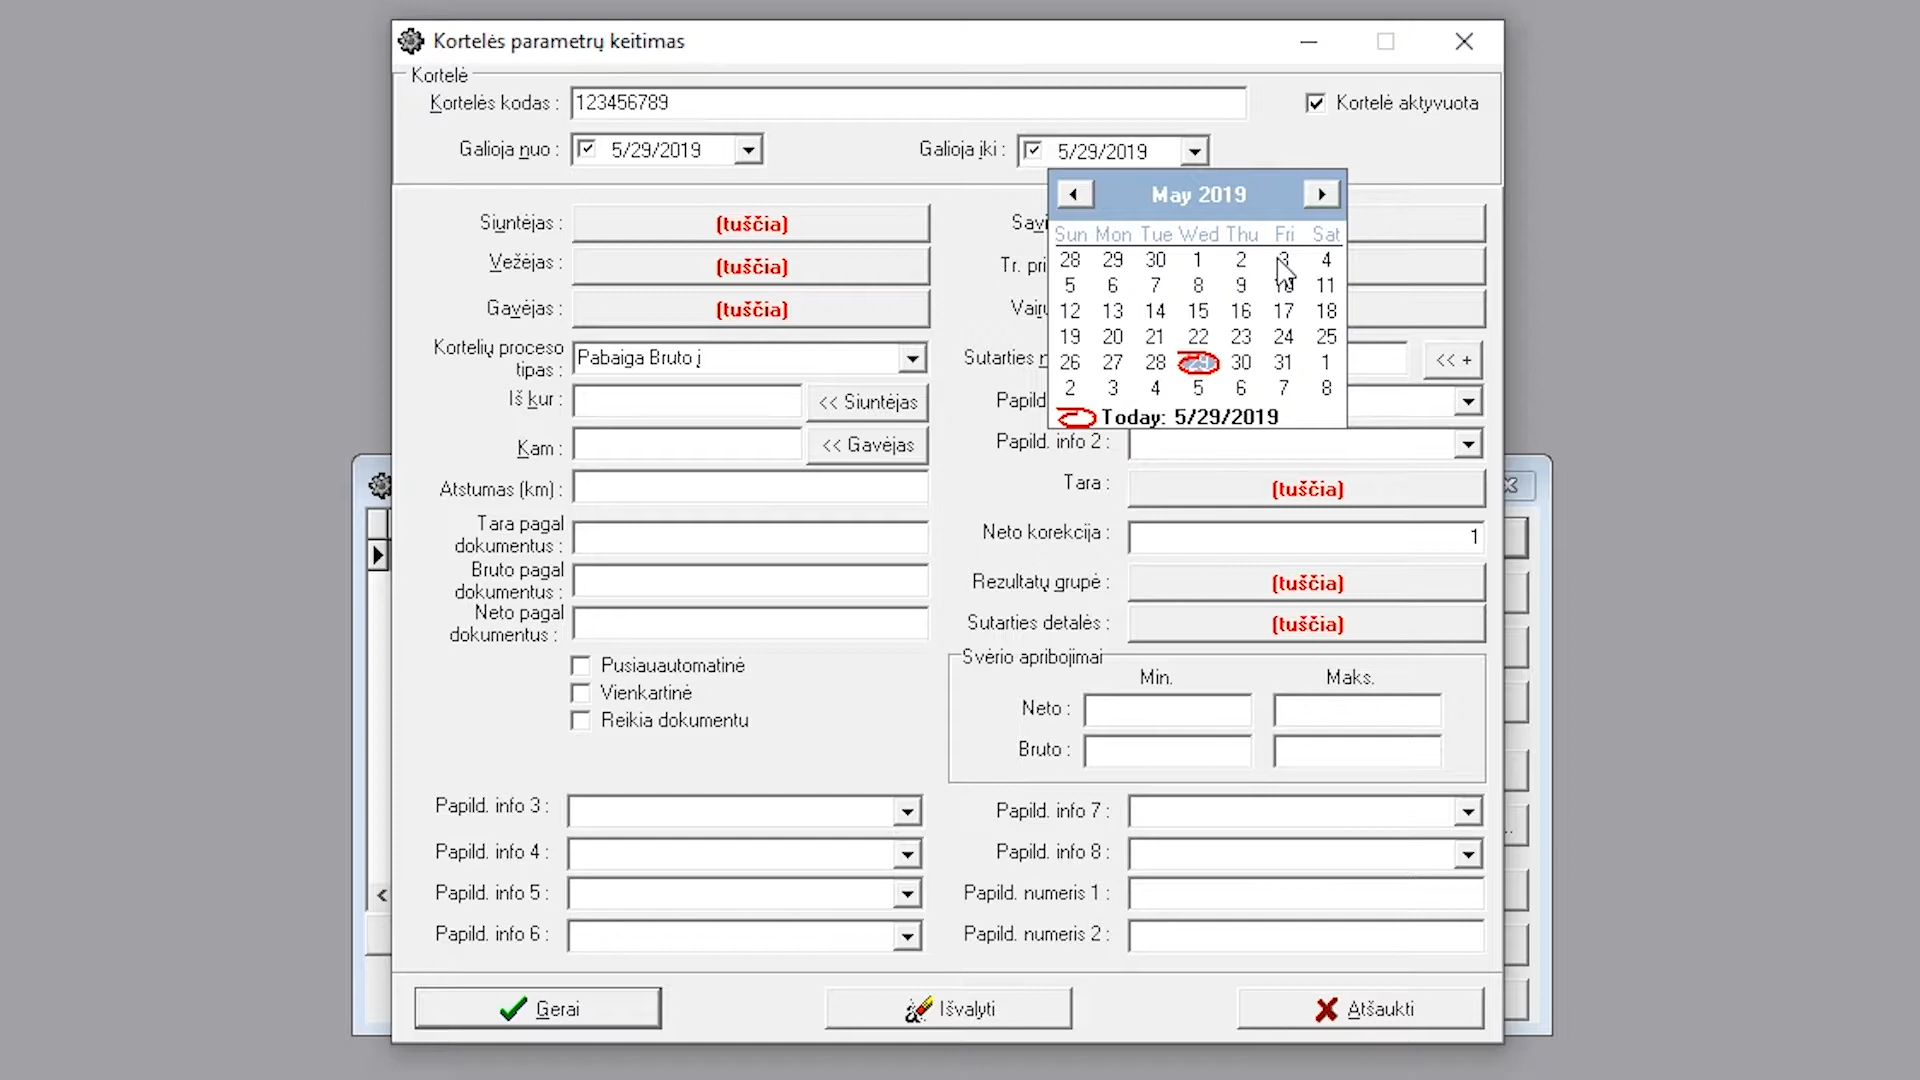 Kortelės parametrų keitimas
Kortelė
Kortelės kodas : 123456789
Kortelė aktyvuota
Galioja nuo : 5/29/2019
Galioja iki : 5/29/2019
May 2019
Sun Mon Tue Wed Thu Fri Sat
28 29 30 1 2 3 4
5 6 7 8 9 10 11
12 13 14 15 16 17 18
19 20 21 22 23 24 25
26 27 28 29 30 31 1
2 3 4 5 6 7 8
Today: 5/29/2019
Siuntėjas : (tuščia)
Vežėjas : (tuščia)
Gavėjas : (tuščia)
Kortelių proceso
tipas : Pabaiga Bruto į
Iš kur : << Siuntėjas
Kam : << Gavėjas
Atstumas (km) :
Tara pagal
dokumentus :
Bruto pagal
dokumentus :
Neto pagal
dokumentus :
Pusiauautomatinė
Vienkartinė
Reikia dokumentu
Tr.
Sutarties
<< +
Papild. info 2 :
Tara : (tuščia)
Neto korekcija : 1
Rezultatų grupė : (tuščia)
Sutarties detalės : (tuščia)
Svėrio apribojimai
Min. Maks.
Neto :
Bruto :
Papild. info 3 :
Papild. info 4 :
Papild. info 5 :
Papild. info 6 :
Papild. info 7 :
Papild. info 8 :
Papild. numeris 1 :
Papild. numeris 2 :
Gerai
Išvalyti
Atšaukti